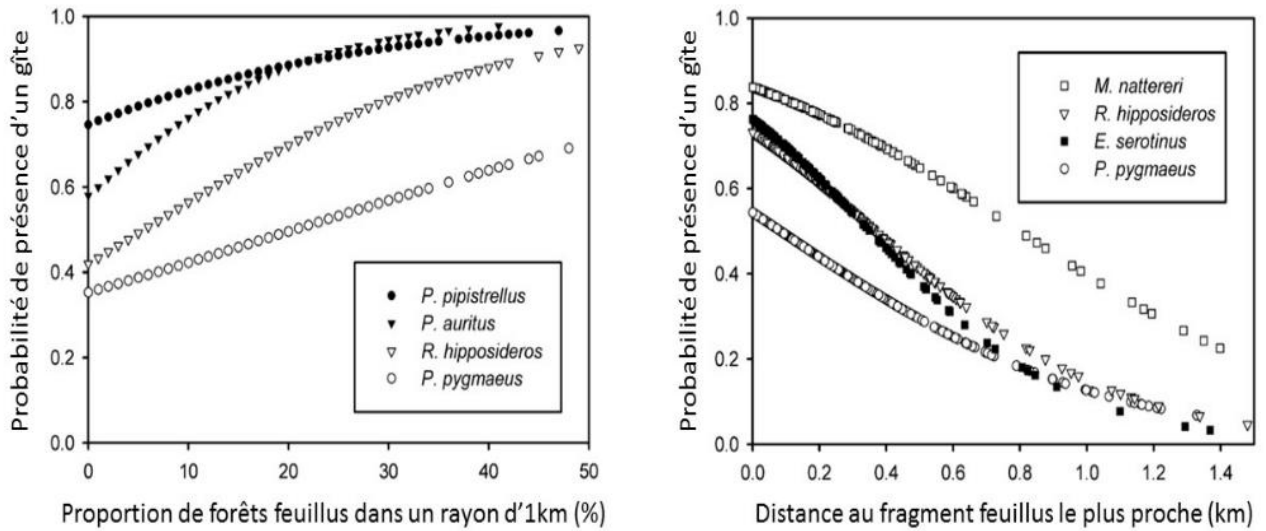 Probabilité de présence d'un gîte
1.0
0.8
0.6
0.4
0.2
0.0
P. pipistrellus
P. auritus
R. hipposideros
P. pygmaeus
0 10 20 30 40 50
Proportion de forêts feuillus dans un rayon d'1km (%)
Probabilité de présence d'un gîte
1.0
0.8
0.6
0.4
0.2
0.0
M. nattereri
R. hipposideros
E. serotinus
P. pygmaeus
0.0 0.2 0.4 0.6 0.8 1.0 1.2 1.4
Distance au fragment feuillus le plus proche (km)